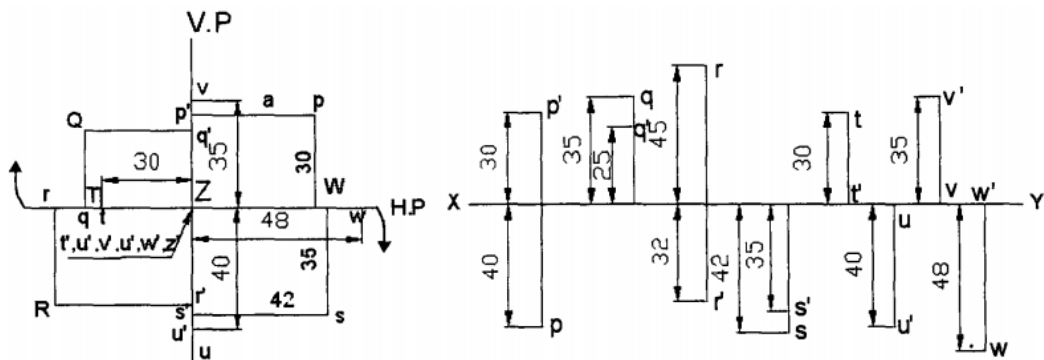 V.P
v
a
p' p
Q
q'
30
35
30
r
T
Z
W
q
t
H.P
w
48
t',u',v',u',w',z'
40
35
R
r'
42
s' s
u'
u
r
p'
q
q'
45
30
35
25
t
30
t'
v'
35
v
w'
X
Y
40
p
32
r'
42
35
s'
s
u
40
u'
48
w